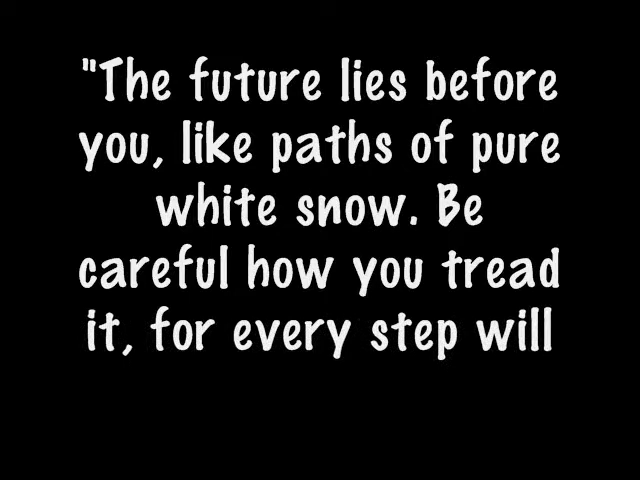 "The future lies before
you, like paths of pure
white snow. Be
careful how you tread
it, for every step will